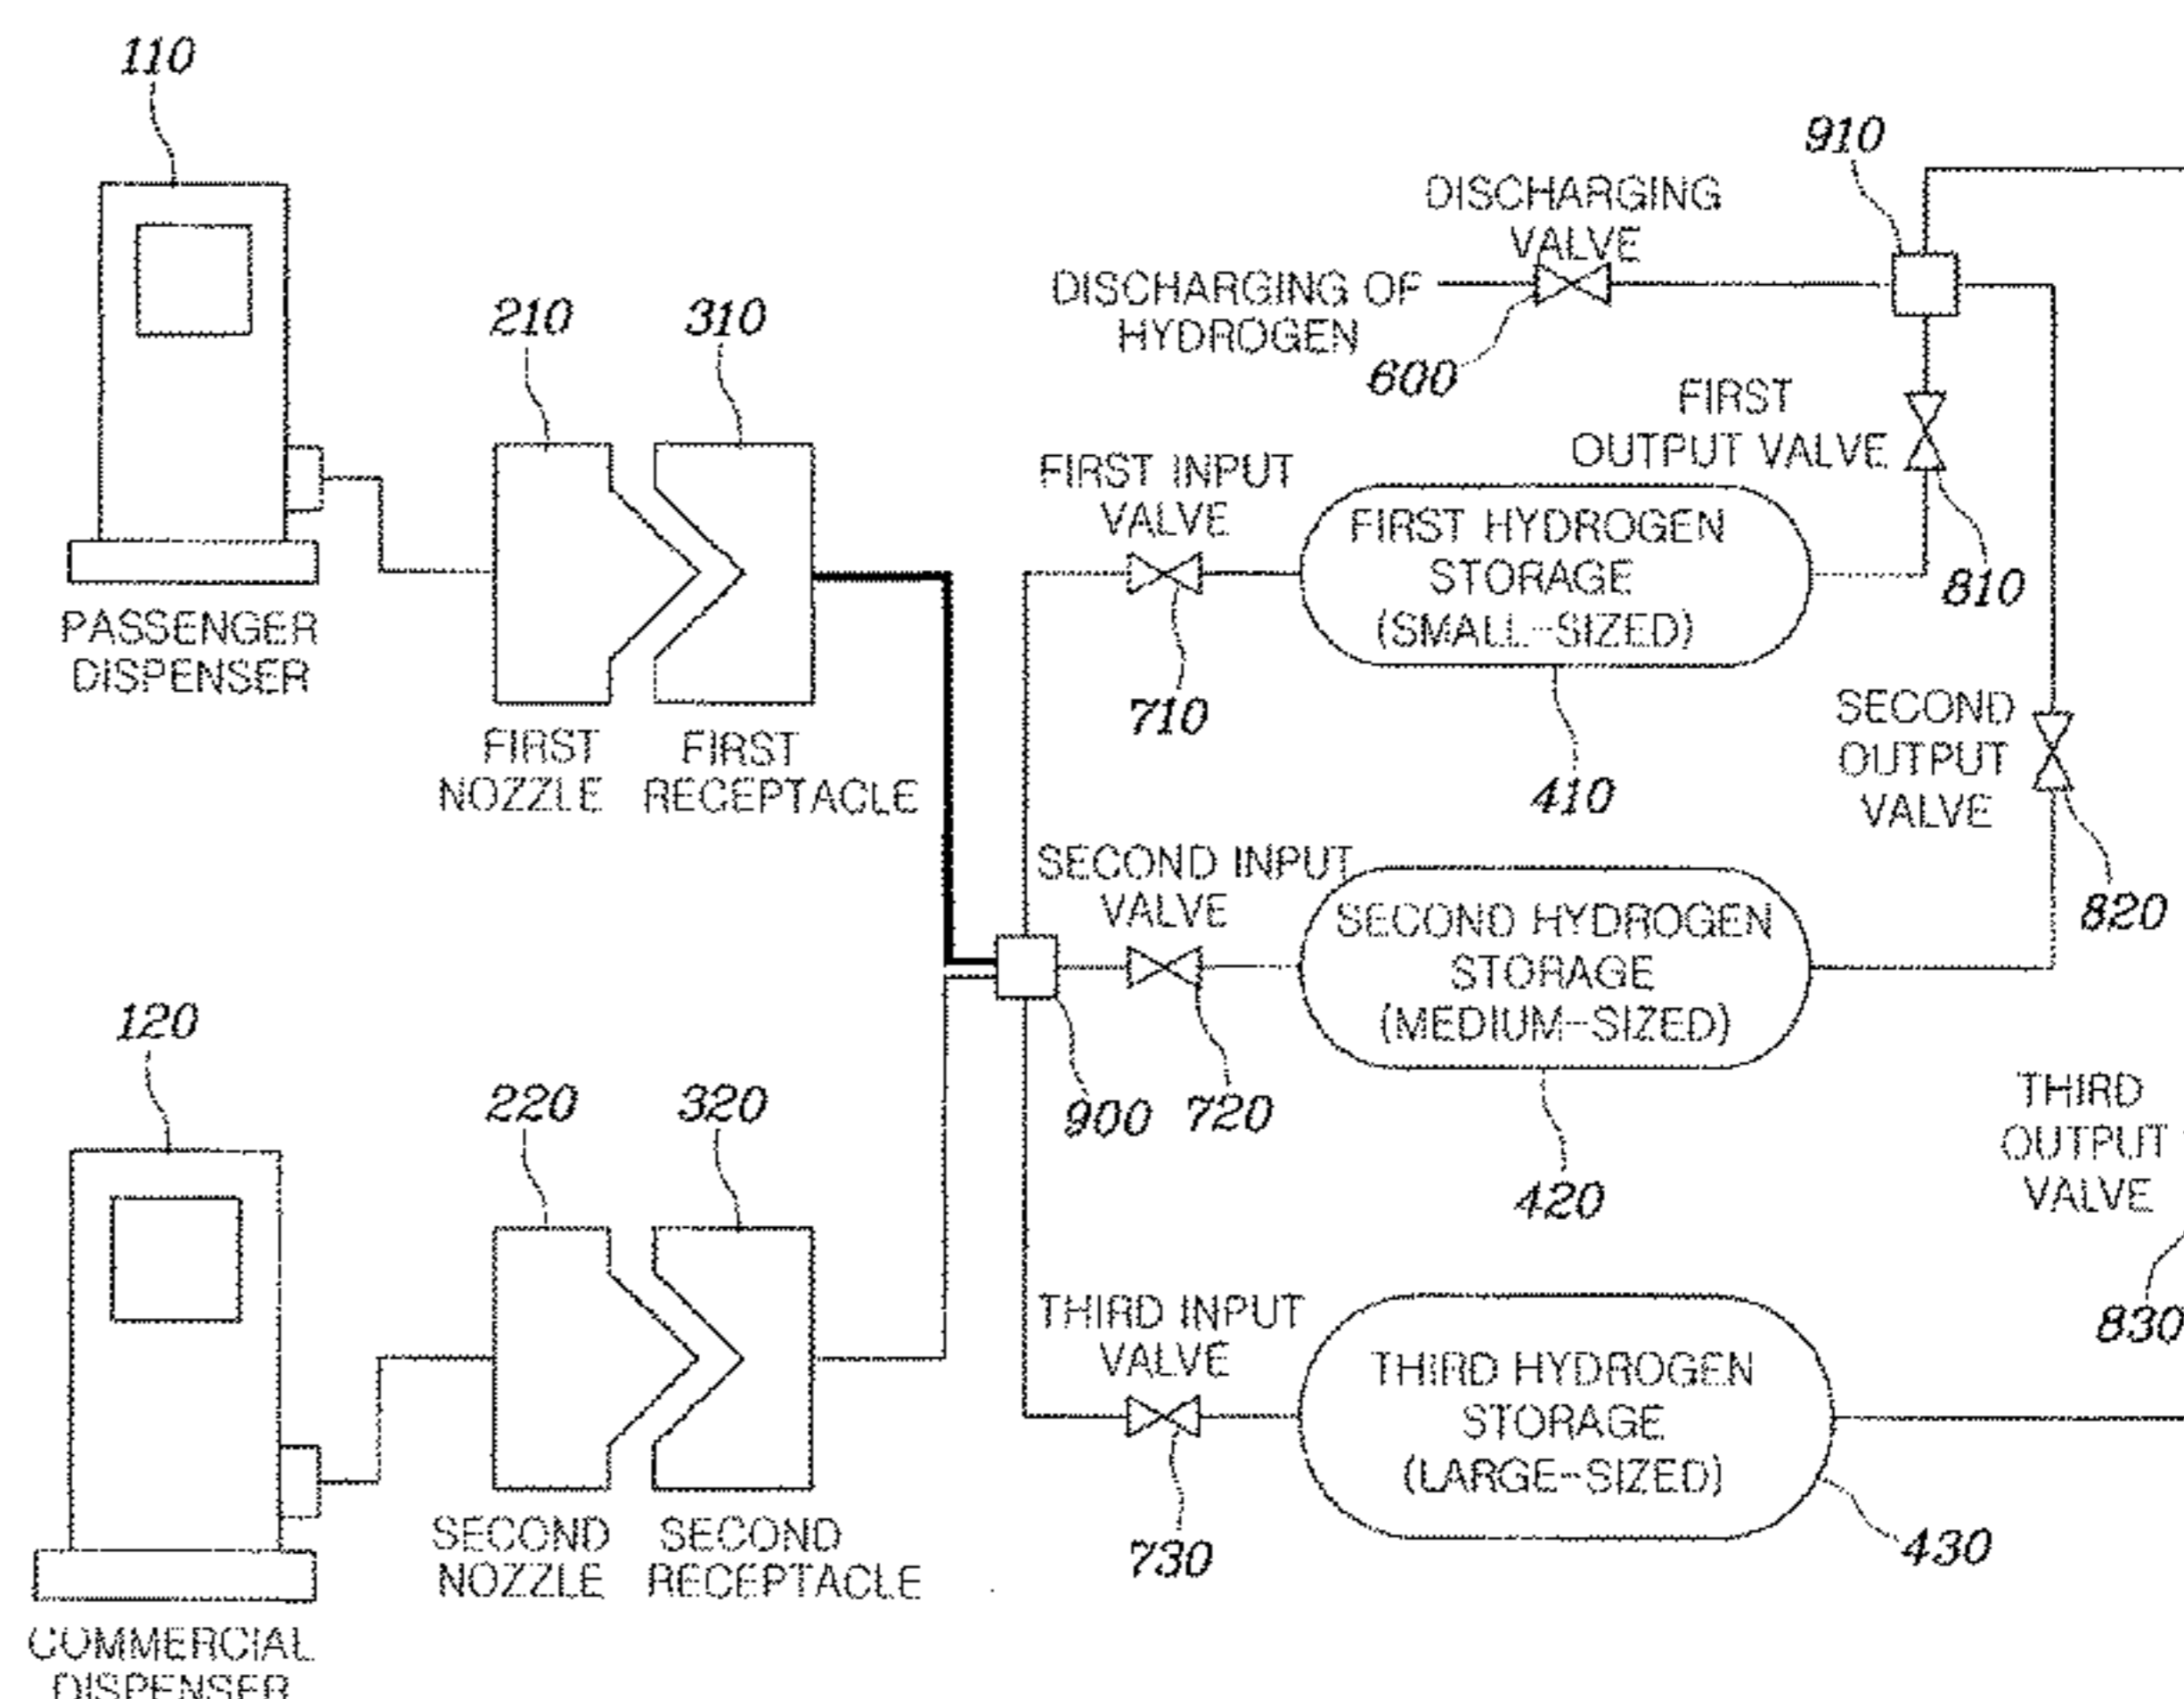 110
910
DISCHARGING
VALVE
DISCHARGING OF
HYDROGEN
600
210
310
FIRST
OUTPUT VALVE
FIRST INPUT
VALVE
FIRST HYDROGEN
STORAGE
(SMALL-SIZED)
810
PASSENGER
DISPENSER
710
410
SECOND
OUTPUT
VALVE
FIRST
NOZZLE
FIRST
RECEPTACLE
SECOND INPUT
VALVE
SECOND HYDROGEN
STORAGE
(MEDIUM-SIZED)
820
120
220
320
900
720
420
THIRD
OUTPUT
VALVE
THIRD INPUT
VALVE
830
THIRD HYDROGEN
STORAGE
(LARGE-SIZED)
SECOND
NOZZLE
SECOND
RECEPTACLE
730
430
COMMERCIAL
DISPENSER